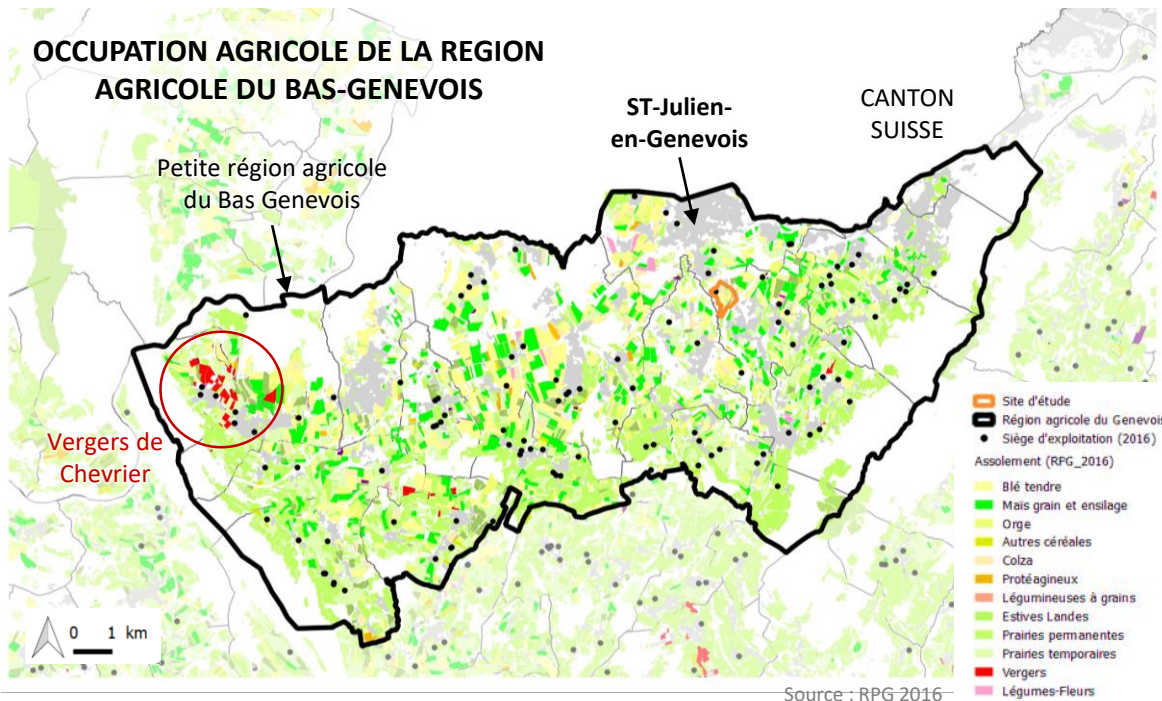 OCCUPATION AGRICOLE DE LA REGION
AGRICOLE DU BAS-GENEVOIS
ST-Julien-
en-Genevois
CANTON
SUISSE
Petite région agricole
du Bas Genevois
Vergers de
Chevrier
0 1 km
Site d'étude
Région agricole du Genevois
Siège d'exploitation (2016)
Assolement (RPG_2016)
Blé tendre
Maïs grain et ensilage
Orge
Autres céréales
Colza
Protéagineux
Légumineuses à grains
Estives Landes
Prairies permanentes
Prairies temporaires
Vergers
Légumes-Fleurs
Source : RPG 2016